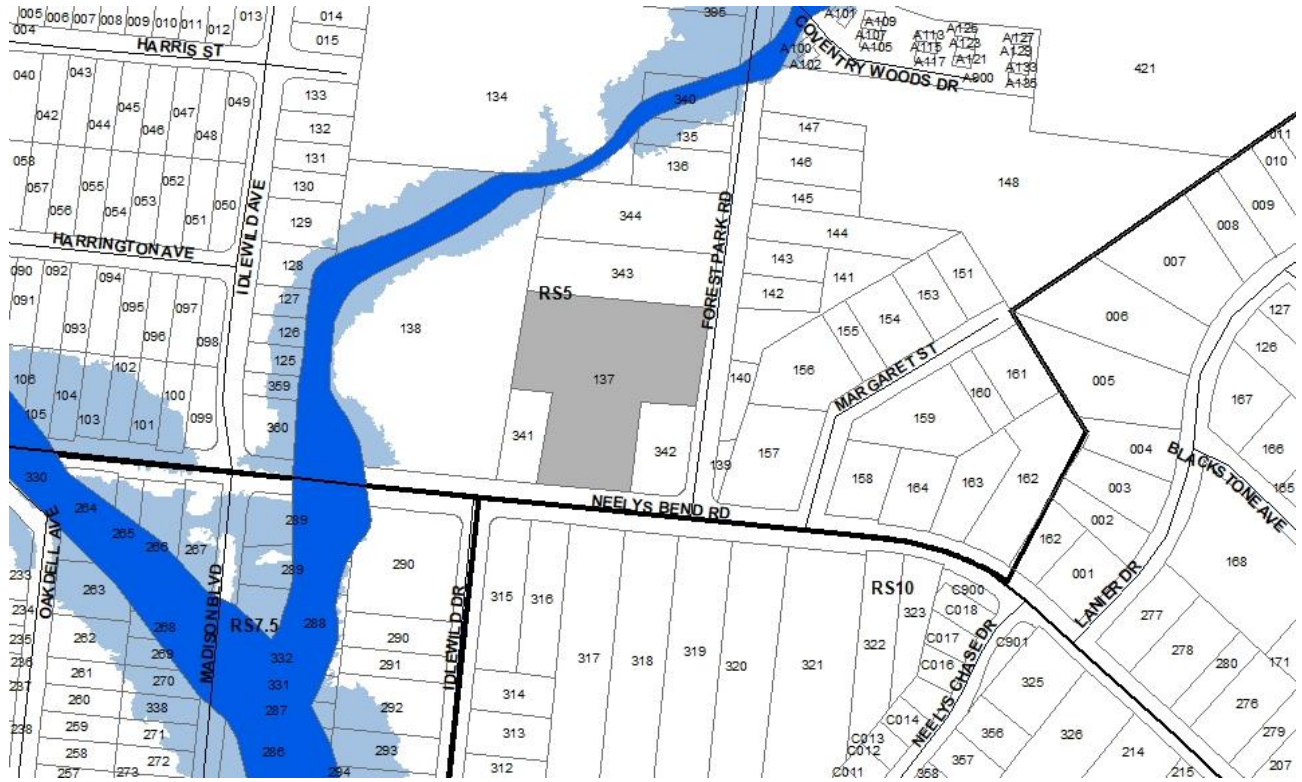 005 006 007 008 009 010 011 012 013 014 395 A101 A109 A126
004 HARRIS ST 015 COVENTRY WOODS DR A107 A113 A127
A100 A105 A115 A123 A129
A102 A117 A121 A133 421
040 043 049 133 134 340 A900 A135
045 047
042 044 046 048 132 135 147 011
058 131 136 146 148 010
057 055 052 130 145 009
056 054 053 051 050 129 344 144 008
HARRINGTON AVE IDLEWILD AVE FOREST PARK RD
090 092 094 128 343 143 141 151 007
091 095 097 127 RS5 142 153 127
093 096 098 126 138 155 154 006 126
102 125 137 140 156 MARGARET ST 161 005 167
106 104 100 359 160
105 103 101 099 360 341 342 159 004 BLACKSTONE AVE 166
139 157 158 164 163 162 003 165
330 264 NEELYS BEND RD 002
265 266 267 289 290 162 001 168
OAKDELL AVE MADISON BLVD IDLEWILD DR LANIER DR
233 263 289 315 316 RS10 C900 277
234 268 RS7.5 288 323 C018 278
235 262 269 332 290 317 318 319 320 321 322 C017 C901 280 171
236 261 270 331 291 314 C016 NEELYS CHASE DR 325 276
237 260 338 287 292 C014 356 326 279
238 259 271 286 293 313 C013 214
258 272 C012 357 207
257 273 294 312 C011 358 215